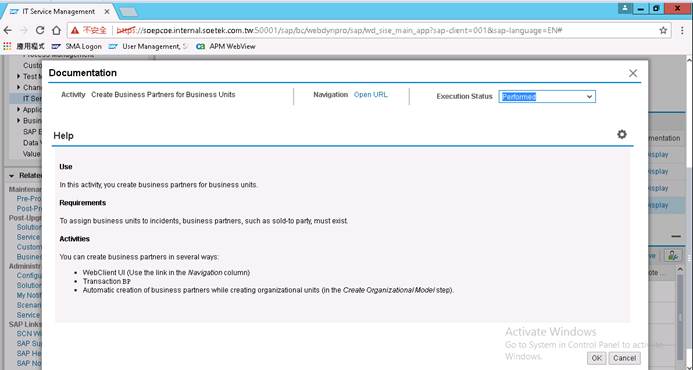 IT Service Management
不安全 https://soepcoe.internal.soetek.com.tw:50001/sap/bc/webdynpro/sap/wd_sise_main_app?sap-client=001&sap-language=EN#
應用程式 SMA Logon User Management, S APM WebView
Custo
Test M
Chang
IT Serv
Applic
Busin
SAP E
Data V
Value
Related
Maintenan
Pre-Pro
Post-Pr
Post-Upg
Solution
Service
Custom
Busine
Administr
Config
Solution
My Notif
Scenari
Service
SAP Links
SCN Wi
SAP Su
SAP He
SAP No
Documentation
Activity Create Business Partners for Business Units Navigation Open URL Execution Status Performed
Help
Use
In this activity, you create business partners for business units.
Requirements
To assign business units to incidents, business partners, such as sold-to party, must exist.
Activities
You can create business partners in several ways:
• WebClient UI (Use the link in the Navigation column)
• Transaction BP
• Automatic creation of business partners while creating organizational units (in the Create Organizational Model step).
OK Cancel
mentation
isplay
isplay
isplay
isplay
ve
ote ...
Activate Windows
Go to System in Control Panel to activate
Windows.